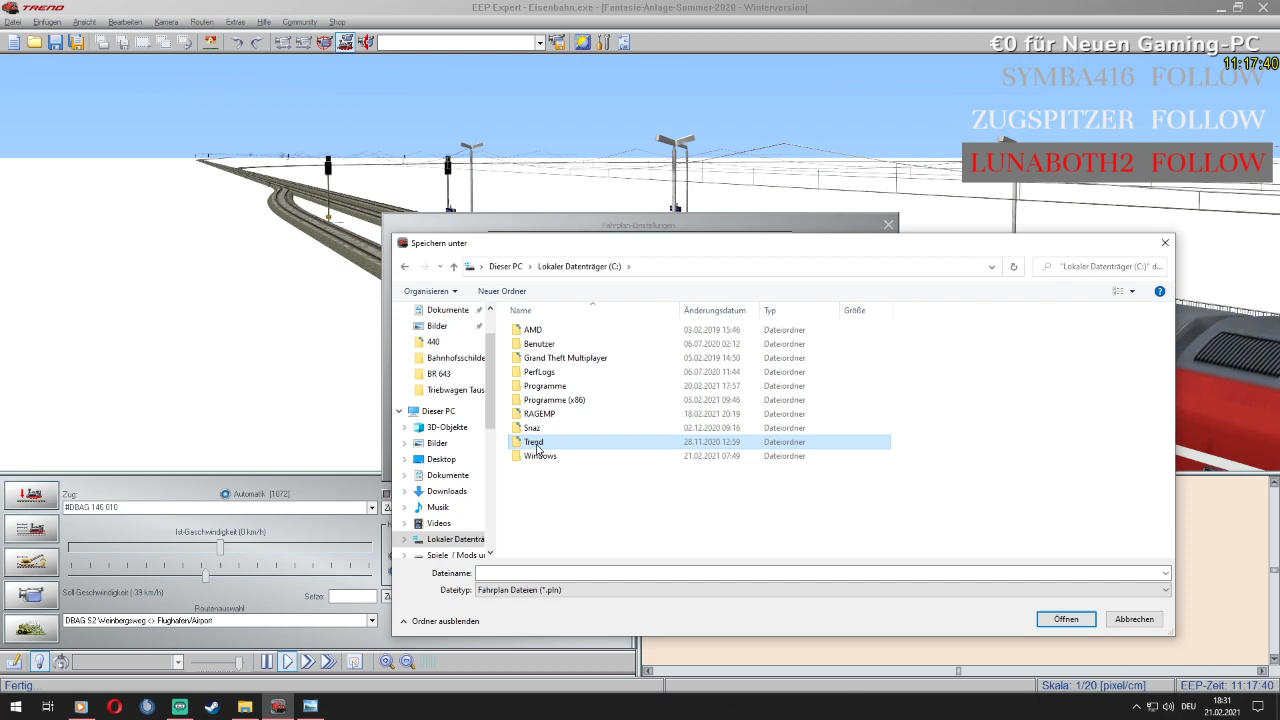 TREND
EEP Expert - Eisenbahn.exe - [Fantasie-Anlage-Sommer-2020 - Winterversion]
Datei Einfügen Ansicht Bearbeiten Kamera Routen Extras Hilfe Community Shop
€0 für Neuen Gaming-PC
11:17:40
SYMBA416 FOLLOW
ZUGSPITZER FOLLOW
LUNABOTH2 FOLLOW
Fahrplan-Einstellungen
Speichern unter
Dieser PC Lokaler Datenträger (C:)
"Lokaler Datenträger (C:)" d...
Organisieren Neuer Ordner
Name Änderungsdatum Typ Größe
Dokumente
Bilder
440
Bahnhofsschilde
BR 643
Triebwagen Taus
Dieser PC
3D-Objekte
Bilder
Desktop
Dokumente
Downloads
Musik
Videos
Lokaler Datenträ
Spiele ( Mods u
AMD 03.02.2019 15:46 Dateiordner
Benutzer 06.07.2020 02:12 Dateiordner
Grand Theft Multiplayer 05.02.2019 14:50 Dateiordner
PerfLogs 06.07.2020 11:44 Dateiordner
Programme 20.02.2021 17:57 Dateiordner
Programme (x86) 03.02.2021 09:46 Dateiordner
RAGEMP 18.02.2021 20:19 Dateiordner
Snaz 02.12.2020 09:16 Dateiordner
Trend 28.11.2020 12:59 Dateiordner
Windows 21.02.2021 07:49 Dateiordner
Dateiname:
Dateityp: Fahrplan Dateien (*.pln)
Ordner ausblenden
Öffnen Abbrechen
Zug: Automatik [1072]
#DBAG 146 010
Ist-Geschwindigkeit (0 km/h)
Soll-Geschwindigkeit (-39 km/h) Setze:
Routenauswahl
DBAG S2 Weinbergsweg <> Flughafen/Airport
Fertig
Skala: 1/20 [pixel/cm] EEP-Zeit: 11:17:40
DEU
18:31
21.02.2021